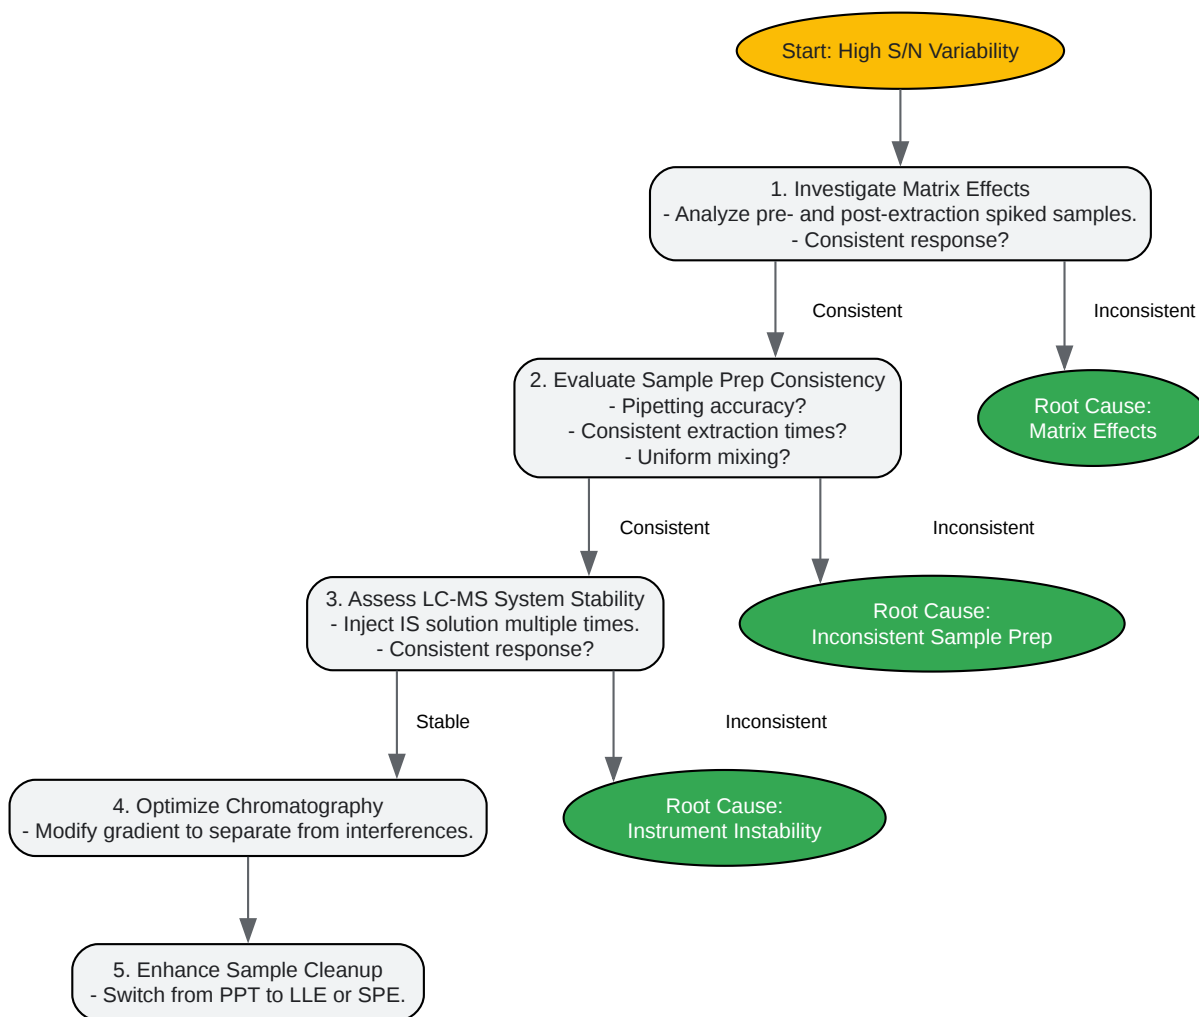 Start: High S/N Variability
1. Investigate Matrix Effects
- Analyze pre- and post-extraction spiked samples.
- Consistent response?
Consistent
Inconsistent
2. Evaluate Sample Prep Consistency
- Pipetting accuracy?
- Consistent extraction times?
- Uniform mixing?
Root Cause:
Matrix Effects
Consistent
Inconsistent
3. Assess LC-MS System Stability
- Inject IS solution multiple times.
- Consistent response?
Root Cause:
Inconsistent Sample Prep
Stable
Inconsistent
4. Optimize Chromatography
- Modify gradient to separate from interferences.
Root Cause:
Instrument Instability
5. Enhance Sample Cleanup
- Switch from PPT to LLE or SPE.